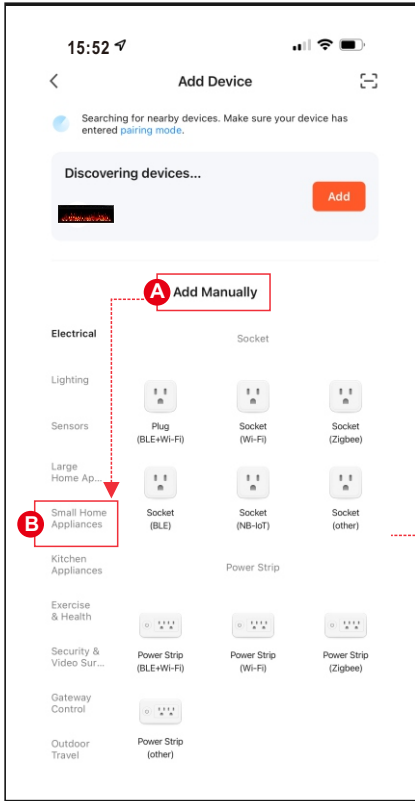 15:52
Add Device
Searching for nearby devices. Make sure your device has
entered pairing mode.
Discovering devices...
Add
A
Add Manually
Electrical
Socket
Lighting
Plug
(BLE+Wi-Fi)
Socket
(Wi-Fi)
Socket
(Zigbee)
Sensors
Large
Home Ap...
Socket
(BLE)
Socket
(NB-IoT)
Socket
(other)
B
Small Home
Appliances
Kitchen
Appliances
Power Strip
Exercise
& Health
Power Strip
(BLE+Wi-Fi)
Power Strip
(Wi-Fi)
Power Strip
(Zigbee)
Security &
Video Sur...
Gateway
Control
Power Strip
(other)
Outdoor
Travel